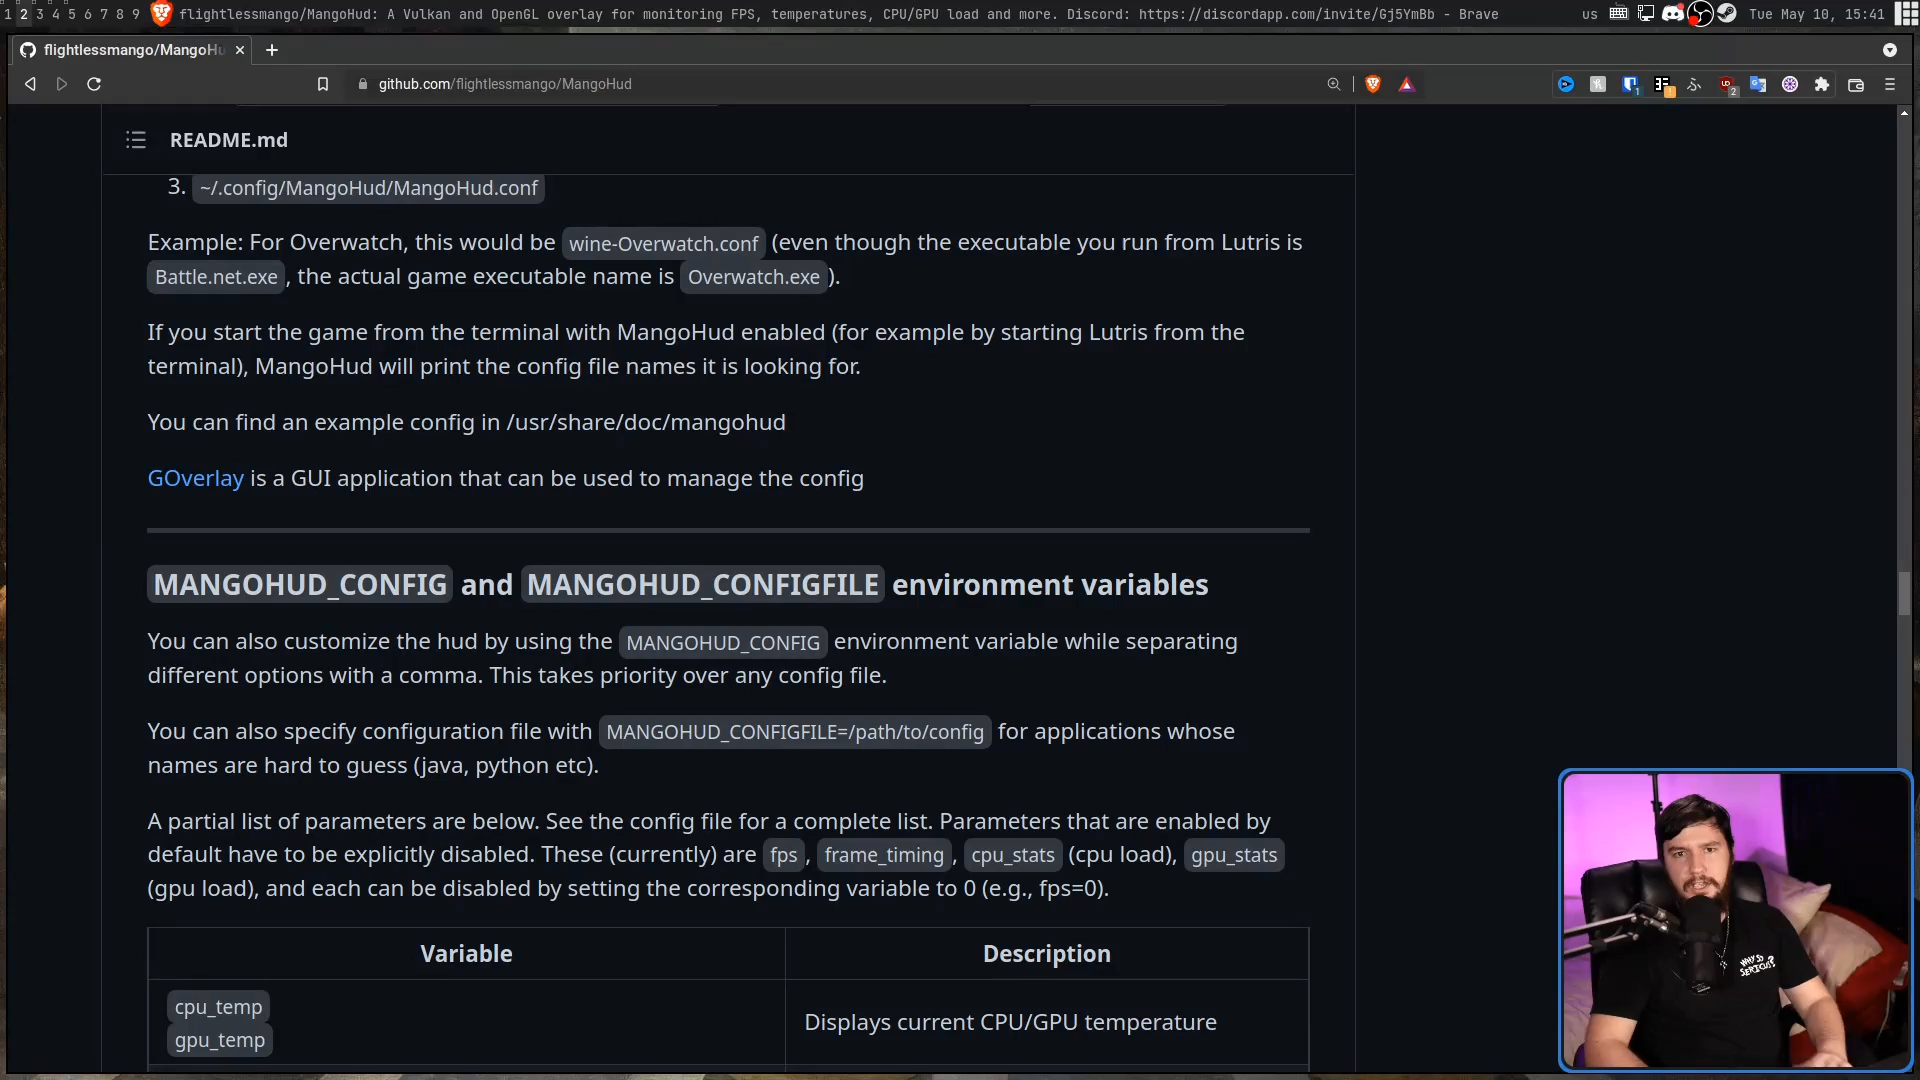 1 2 3 4 5 6 7 8 9 flightlessmango/MangoHud: A Vulkan and OpenGL overlay for monitoring FPS, temperatures, CPU/GPU load and more. Discord: https://discordapp.com/invite/Gj5YmBb - Brave us Tue May 10, 15:41
flightlessmango/MangoHu
github.com/flightlessmango/MangoHud
README.md
3. ~/.config/MangoHud/MangoHud.conf
Example: For Overwatch, this would be wine-Overwatch.conf (even though the executable you run from Lutris is
Battle.net.exe , the actual game executable name is Overwatch.exe ).
If you start the game from the terminal with MangoHud enabled (for example by starting Lutris from the
terminal), MangoHud will print the config file names it is looking for.
You can find an example config in /usr/share/doc/mangohud
GOverlay is a GUI application that can be used to manage the config
MANGOHUD_CONFIG and MANGOHUD_CONFIGFILE environment variables
You can also customize the hud by using the MANGOHUD_CONFIG environment variable while separating
different options with a comma. This takes priority over any config file.
You can also specify configuration file with MANGOHUD_CONFIGFILE=/path/to/config for applications whose
names are hard to guess (java, python etc).
A partial list of parameters are below. See the config file for a complete list. Parameters that are enabled by
default have to be explicitly disabled. These (currently) are fps , frame_timing , cpu_stats (cpu load), gpu_stats
(gpu load), and each can be disabled by setting the corresponding variable to 0 (e.g., fps=0).
Variable Description
cpu_temp
gpu_temp
Displays current CPU/GPU temperature
WHY SO
SERIOUS?